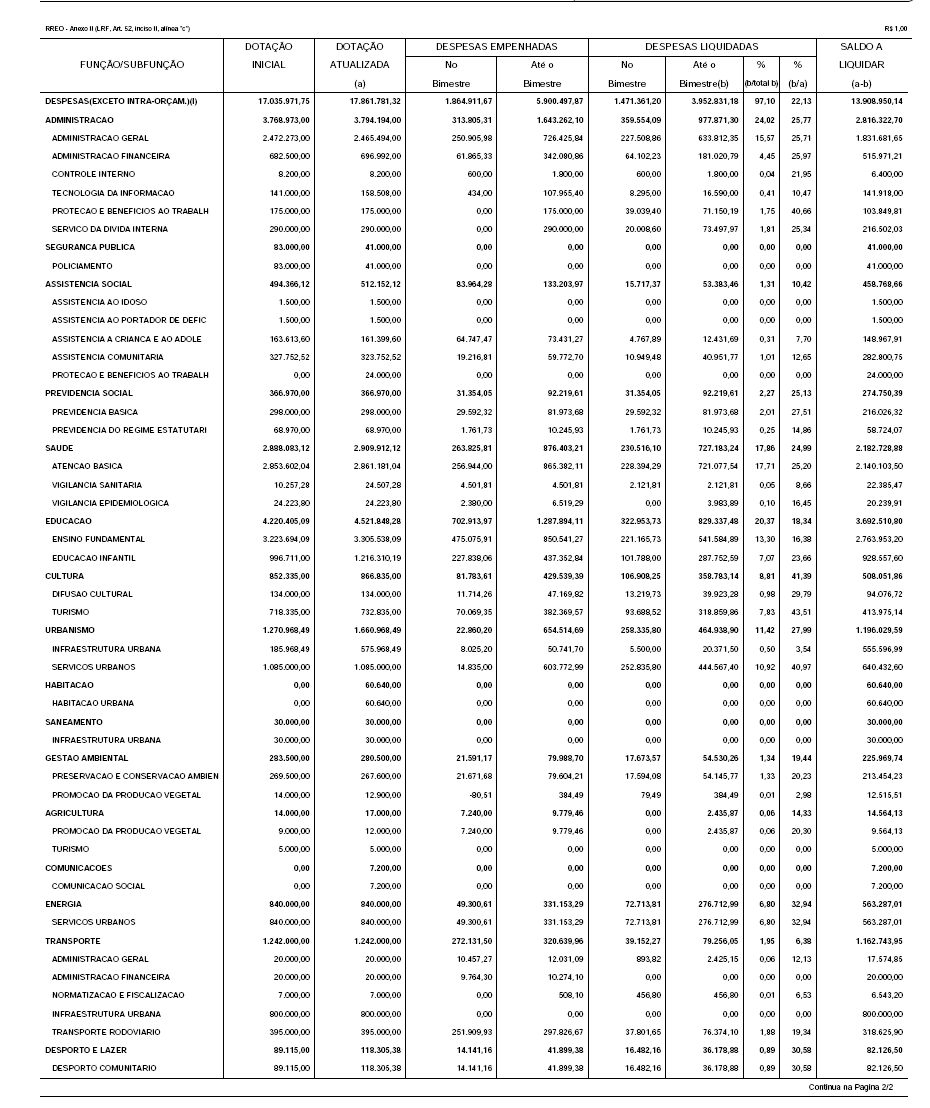 RREO - Anexo II (LRF, Art. 52, inciso II, alínea "c") R$ 1,00
DOTAÇÃO DOTAÇÃO DESPESAS EMPENHADAS DESPESAS LIQUIDADAS SALDO A
FUNÇÃO/SUBFUNÇÃO INICIAL ATUALIZADA No Até o No Até o % % LIQUIDAR
(a) Bimestre Bimestre Bimestre Bimestre(b) (b/total b) (b/a) (a-b)
DESPESAS(EXCETO INTRA-ORÇAM.)(I) 17.035.971,75 17.861.781,32 1.864.911,67 5.900.497,87 1.471.361,20 3.952.831,18 97,10 22,13 13.908.950,14
ADMINISTRACAO 3.768.973,00 3.794.194,00 313.805,31 1.643.262,10 359.554,09 977.871,30 24,02 25,77 2.816.322,70
ADMINISTRACAO GERAL 2.472.273,00 2.465.494,00 250.905,98 726.425,84 227.508,86 633.812,35 15,57 25,71 1.831.681,65
ADMINISTRACAO FINANCEIRA 682.500,00 696.992,00 61.865,33 342.080,86 64.102,23 181.020,79 4,45 25,97 515.971,21
CONTROLE INTERNO 8.200,00 8.200,00 600,00 1.800,00 600,00 1.800,00 0,04 21,95 6.400,00
TECNOLOGIA DA INFORMACAO 141.000,00 158.508,00 434,00 107.955,40 8.295,00 16.590,00 0,41 10,47 141.918,00
PROTECAO E BENEFICIOS AO TRABALH 175.000,00 175.000,00 0,00 175.000,00 39.039,40 71.150,19 1,75 40,66 103.849,81
SERVICO DA DIVIDA INTERNA 290.000,00 290.000,00 0,00 290.000,00 20.008,60 73.497,97 1,81 25,34 216.502,03
SEGURANCA PUBLICA 83.000,00 41.000,00 0,00 0,00 0,00 0,00 0,00 0,00 41.000,00
POLICIAMENTO 83.000,00 41.000,00 0,00 0,00 0,00 0,00 0,00 0,00 41.000,00
ASSISTENCIA SOCIAL 494.366,12 512.152,12 83.964,28 133.203,97 15.717,37 53.383,46 1,31 10,42 458.768,66
ASSISTENCIA AO IDOSO 1.500,00 1.500,00 0,00 0,00 0,00 0,00 0,00 0,00 1.500,00
ASSISTENCIA AO PORTADOR DE DEFIC 1.500,00 1.500,00 0,00 0,00 0,00 0,00 0,00 0,00 1.500,00
ASSISTENCIA A CRIANCA E AO ADOLE 163.613,60 161.399,60 64.747,47 73.431,27 4.767,89 12.431,69 0,31 7,70 148.967,91
ASSISTENCIA COMUNITARIA 327.752,52 323.752,52 19.216,81 59.772,70 10.949,48 40.951,77 1,01 12,65 282.800,75
PROTECAO E BENEFICIOS AO TRABALH 0,00 24.000,00 0,00 0,00 0,00 0,00 0,00 0,00 24.000,00
PREVIDENCIA SOCIAL 366.970,00 366.970,00 31.354,05 92.219,61 31.354,05 92.219,61 2,27 25,13 274.750,39
PREVIDENCIA BASICA 298.000,00 298.000,00 29.592,32 81.973,68 29.592,32 81.973,68 2,01 27,51 216.026,32
PREVIDENCIA DO REGIME ESTATUTARI 68.970,00 68.970,00 1.761,73 10.245,93 1.761,73 10.245,93 0,25 14,86 58.724,07
SAUDE 2.888.083,12 2.909.912,12 263.825,81 876.403,21 230.516,10 727.183,24 17,86 24,99 2.182.728,88
ATENCAO BASICA 2.853.602,04 2.861.181,04 256.944,00 865.382,11 228.394,29 721.077,54 17,71 25,20 2.140.103,50
VIGILANCIA SANITARIA 10.257,28 24.507,28 4.501,81 4.501,81 2.121,81 2.121,81 0,05 8,66 22.385,47
VIGILANCIA EPIDEMIOLOGICA 24.223,80 24.223,80 2.380,00 6.519,29 0,00 3.983,89 0,10 16,45 20.239,91
EDUCACAO 4.220.405,09 4.521.848,28 702.913,97 1.287.894,11 322.953,73 829.337,48 20,37 18,34 3.692.510,80
ENSINO FUNDAMENTAL 3.223.694,09 3.305.538,09 475.075,91 850.541,27 221.165,73 541.584,89 13,30 16,38 2.763.953,20
EDUCACAO INFANTIL 996.711,00 1.216.310,19 227.838,06 437.352,84 101.788,00 287.752,59 7,07 23,66 928.557,60
CULTURA 852.335,00 866.835,00 81.783,61 429.539,39 106.908,25 358.783,14 8,81 41,39 508.051,86
DIFUSAO CULTURAL 134.000,00 134.000,00 11.714,26 47.169,82 13.219,73 39.923,28 0,98 29,79 94.076,72
TURISMO 718.335,00 732.835,00 70.069,35 382.369,57 93.688,52 318.859,86 7,83 43,51 413.975,14
URBANISMO 1.270.968,49 1.660.968,49 22.860,20 654.514,69 258.335,80 464.938,90 11,42 27,99 1.196.029,59
INFRAESTRUTURA URBANA 185.968,49 575.968,49 8.025,20 50.741,70 5.500,00 20.371,50 0,50 3,54 555.596,99
SERVICOS URBANOS 1.085.000,00 1.085.000,00 14.835,00 603.772,99 252.835,80 444.567,40 10,92 40,97 640.432,60
HABITACAO 0,00 60.640,00 0,00 0,00 0,00 0,00 0,00 0,00 60.640,00
HABITACAO URBANA 0,00 60.640,00 0,00 0,00 0,00 0,00 0,00 0,00 60.640,00
SANEAMENTO 30.000,00 30.000,00 0,00 0,00 0,00 0,00 0,00 0,00 30.000,00
INFRAESTRUTURA URBANA 30.000,00 30.000,00 0,00 0,00 0,00 0,00 0,00 0,00 30.000,00
GESTAO AMBIENTAL 283.500,00 280.500,00 21.591,17 79.988,70 17.673,57 54.530,26 1,34 19,44 225.969,74
PRESERVACAO E CONSERVACAO AMBIEN 269.500,00 267.600,00 21.671,68 79.604,21 17.594,08 54.145,77 1,33 20,23 213.454,23
PROMOCAO DA PRODUCAO VEGETAL 14.000,00 12.900,00 -80,51 384,49 79,49 384,49 0,01 2,98 12.515,51
AGRICULTURA 14.000,00 17.000,00 7.240,00 9.779,46 0,00 2.435,87 0,06 14,33 14.564,13
PROMOCAO DA PRODUCAO VEGETAL 9.000,00 12.000,00 7.240,00 9.779,46 0,00 2.435,87 0,06 20,30 9.564,13
TURISMO 5.000,00 5.000,00 0,00 0,00 0,00 0,00 0,00 0,00 5.000,00
COMUNICACOES 0,00 7.200,00 0,00 0,00 0,00 0,00 0,00 0,00 7.200,00
COMUNICACAO SOCIAL 0,00 7.200,00 0,00 0,00 0,00 0,00 0,00 0,00 7.200,00
ENERGIA 840.000,00 840.000,00 49.300,61 331.153,29 72.713,81 276.712,99 6,80 32,94 563.287,01
SERVICOS URBANOS 840.000,00 840.000,00 49.300,61 331.153,29 72.713,81 276.712,99 6,80 32,94 563.287,01
TRANSPORTE 1.242.000,00 1.242.000,00 272.131,50 320.639,96 39.152,27 79.256,05 1,95 6,38 1.162.743,95
ADMINISTRACAO GERAL 20.000,00 20.000,00 10.457,27 12.031,09 893,82 2.425,15 0,06 12,13 17.574,85
ADMINISTRACAO FINANCEIRA 20.000,00 20.000,00 9.764,30 10.274,10 0,00 0,00 0,00 0,00 20.000,00
NORMATIZACAO E FISCALIZACAO 7.000,00 7.000,00 0,00 508,10 456,80 456,80 0,01 6,53 6.543,20
INFRAESTRUTURA URBANA 800.000,00 800.000,00 0,00 0,00 0,00 0,00 0,00 0,00 800.000,00
TRANSPORTE RODOVIARIO 395.000,00 395.000,00 251.909,93 297.826,67 37.801,65 76.374,10 1,88 19,34 318.625,90
DESPORTO E LAZER 89.115,00 118.305,38 14.141,16 41.899,38 16.482,16 36.178,88 0,89 30,58 82.126,50
DESPORTO COMUNITARIO 89.115,00 118.305,38 14.141,16 41.899,38 16.482,16 36.178,88 0,89 30,58 82.126,50
Continua na Pagina 2/2